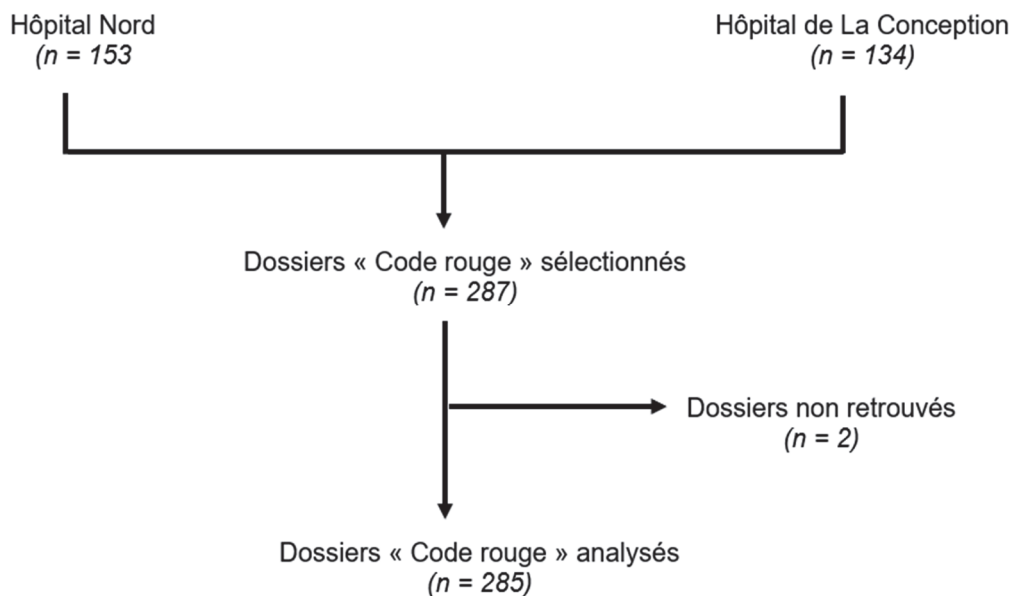 Hôpital Nord
(n = 153
Hôpital de La Conception
(n = 134)
Dossiers « Code rouge » sélectionnés
(n = 287)
Dossiers non retrouvés
(n = 2)
Dossiers « Code rouge » analysés
(n = 285)